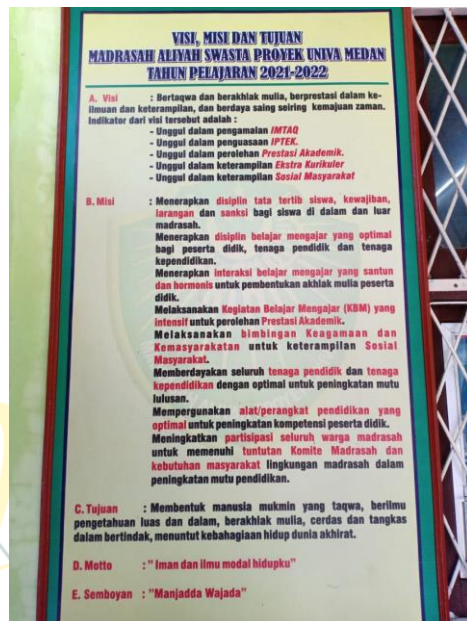 VISI, MISI DAN TUJUAN
MADRASAH ALIYAH SWASTA PROYEK UNIVA MEDAN
TAHUN PELAJARAN 2021-2022
A. Visi : Bertaqwa dan berakhlak mulia, berprestasi dalam ke-
ilmuan dan keterampilan, dan berdaya saing seiring kemajuan zaman.
Indikator dari visi tersebut adalah :
- Unggul dalam pengamalan IMTAQ
- Unggul dalam penguasaan IPTEK.
- Unggul dalam perolehan Prestasi Akademik.
- Unggul dalam keterampilan Ekstra Kurikuler
- Unggul dalam keterampilan Sosial Masyarakat
B. Misi : Menerapkan disiplin tata tertib siswa, kewajiban,
larangan dan sanksi bagi siswa di dalam dan luar
madrasah.
Menerapkan disiplin belajar mengajar yang optimal
bagi peserta didik, tenaga pendidik dan tenaga
kependidikan.
Menerapkan interaksi belajar mengajar yang santun
dan hormonis untuk pembentukan akhlak mulia peserta
didik.
Melaksanakan Kegiatan Belajar Mengajar (KBM) yang
intensif untuk perolehan Prestasi Akademik.
Melaksanakan bimbingan Keagamaan dan
Kemasyarakatan untuk keterampilan Sosial
Masyarakat.
Memberdayakan seluruh tenaga pendidik dan tenaga
kependidikan dengan optimal untuk peningkatan mutu
lulusan.
Mempergunakan alat/perangkat pendidikan yang
optimal untuk peningkatan kompetensi peserta didik.
Meningkatkan partisipasi seluruh warga madrasah
untuk memenuhi tuntutan Komite Madrasah dan
kebutuhan masyarakat lingkungan madrasah dalam
peningkatan mutu pendidikan.
C. Tujuan : Membentuk manusia mukmin yang taqwa, berilmu
pengetahuan luas dan dalam, berakhlak mulia, cerdas dan tangkas
dalam bertindak, menuntut kebahagiaan hidup dunia akhirat.
D. Motto : " Iman dan ilmu modal hidupku"
E. Semboyan : "Manjadda Wajada"